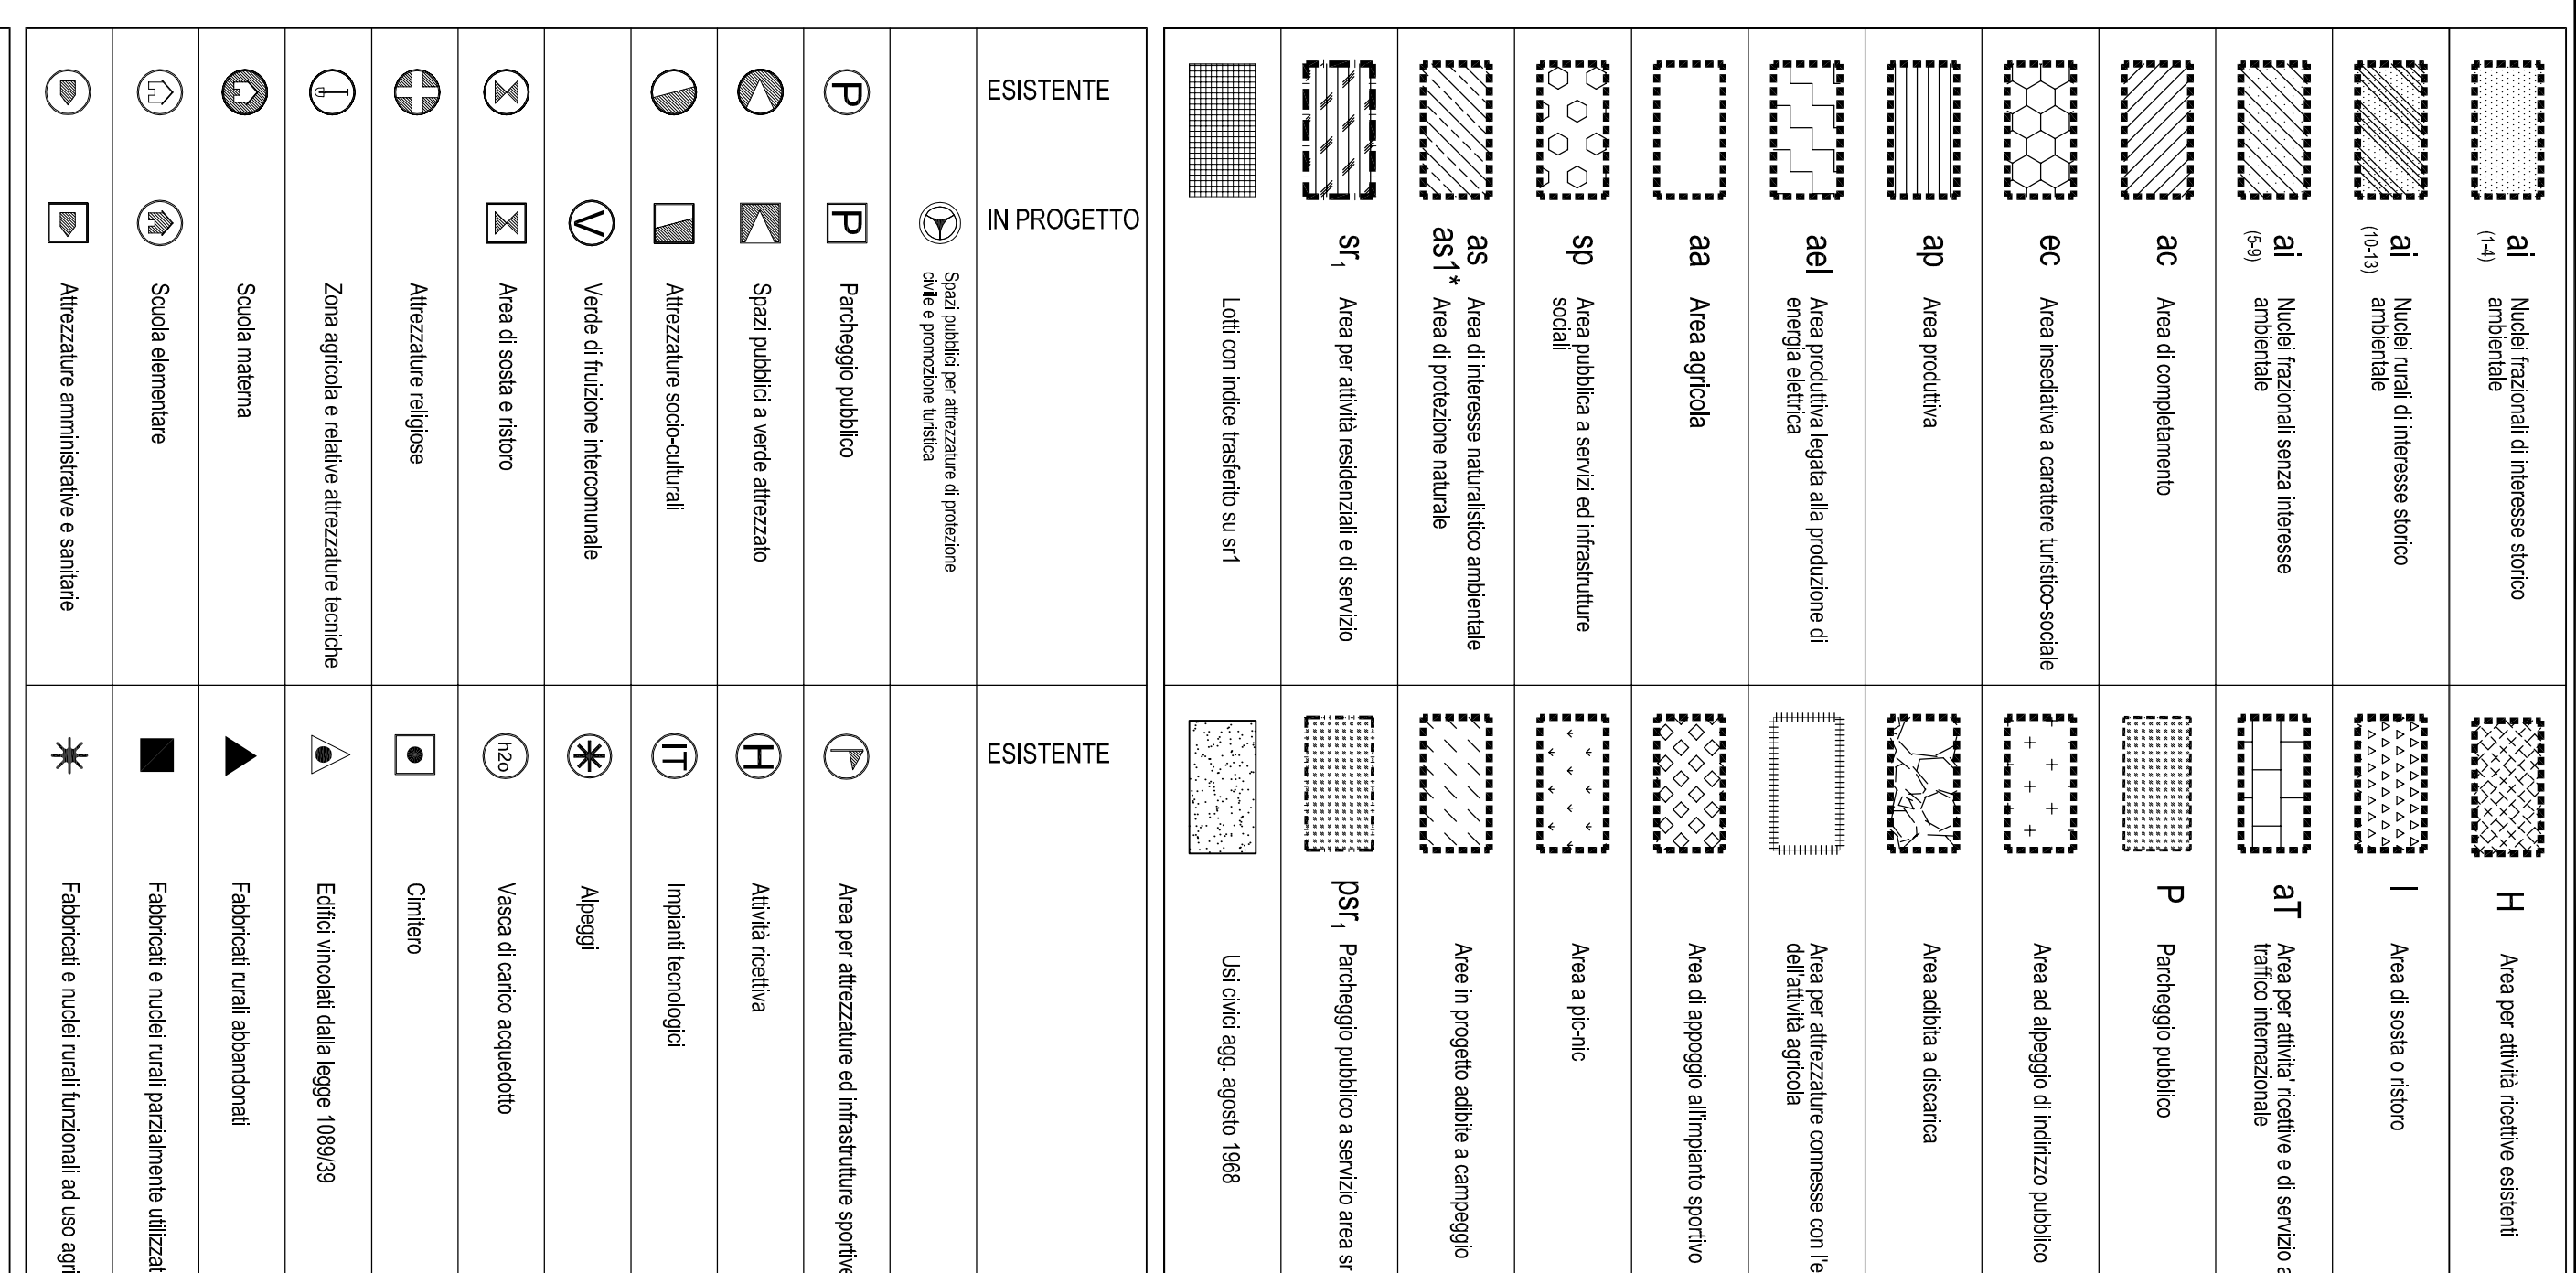 ai
(1-4)
Nuclei frazionali di interesse storico
ambientale
H
Area per attività ricettive esistenti
ai
(10-13)
Nuclei rurali di interesse storico
ambientale
I
Area di sosta o ristoro
ai
(5-9)
Nuclei frazionali senza interesse
ambientale
aT
Area per attivita' ricettive e di servizio a
traffico internazionale
ac
Area di completamento
P
Parcheggio pubblico
ec
Area insediativa a carattere turistico-sociale
Area ad alpeggio di indirizzo pubblico
ap
Area produttiva
Area adibita a discarica
ael
Area produttiva legata alla produzione di
energia elettrica
Area per attrezzature connesse con l'e
dell'attività agricola
aa
Area agricola
Area di appoggio all'impianto sportivo
sp
Area pubblica a servizi ed infrastrutture
sociali
Area a pic-nic
as
Area di interesse naturalistico ambientale
as1*
Area di protezione naturale
Aree in progetto adibite a campeggio
sr1
Area per attività residenziali e di servizio
psr1
Parcheggio pubblico a servizio area sr
Lotti con indice trasferito su sr1
Usi civici agg. agosto 1968
ESISTENTE
IN PROGETTO
ESISTENTE
Spazi pubblici per attrezzature di protezione
civile e promozione turistica
P
P
Parcheggio pubblico
Area per attrezzature ed infrastrutture sportive
Spazi pubblici a verde attrezzato
H
Attività ricettiva
Attrezzature socio-culturali
IT
Impianti tecnologici
V
Verde di fruizione intercomunale
Alpeggi
Area di sosta e ristoro
h2o
Vasca di carico acquedotto
Attrezzature religiose
Cimitero
Zona agricola e relative attrezzature tecniche
Edifici vincolati dalla legge 1089/39
Scuola materna
Fabbricati rurali abbandonati
Scuola elementare
Fabbricati e nuclei rurali parzialmente utilizzat
Attrezzature amministrative e sanitarie
Fabbricati e nuclei rurali funzionali ad uso agri